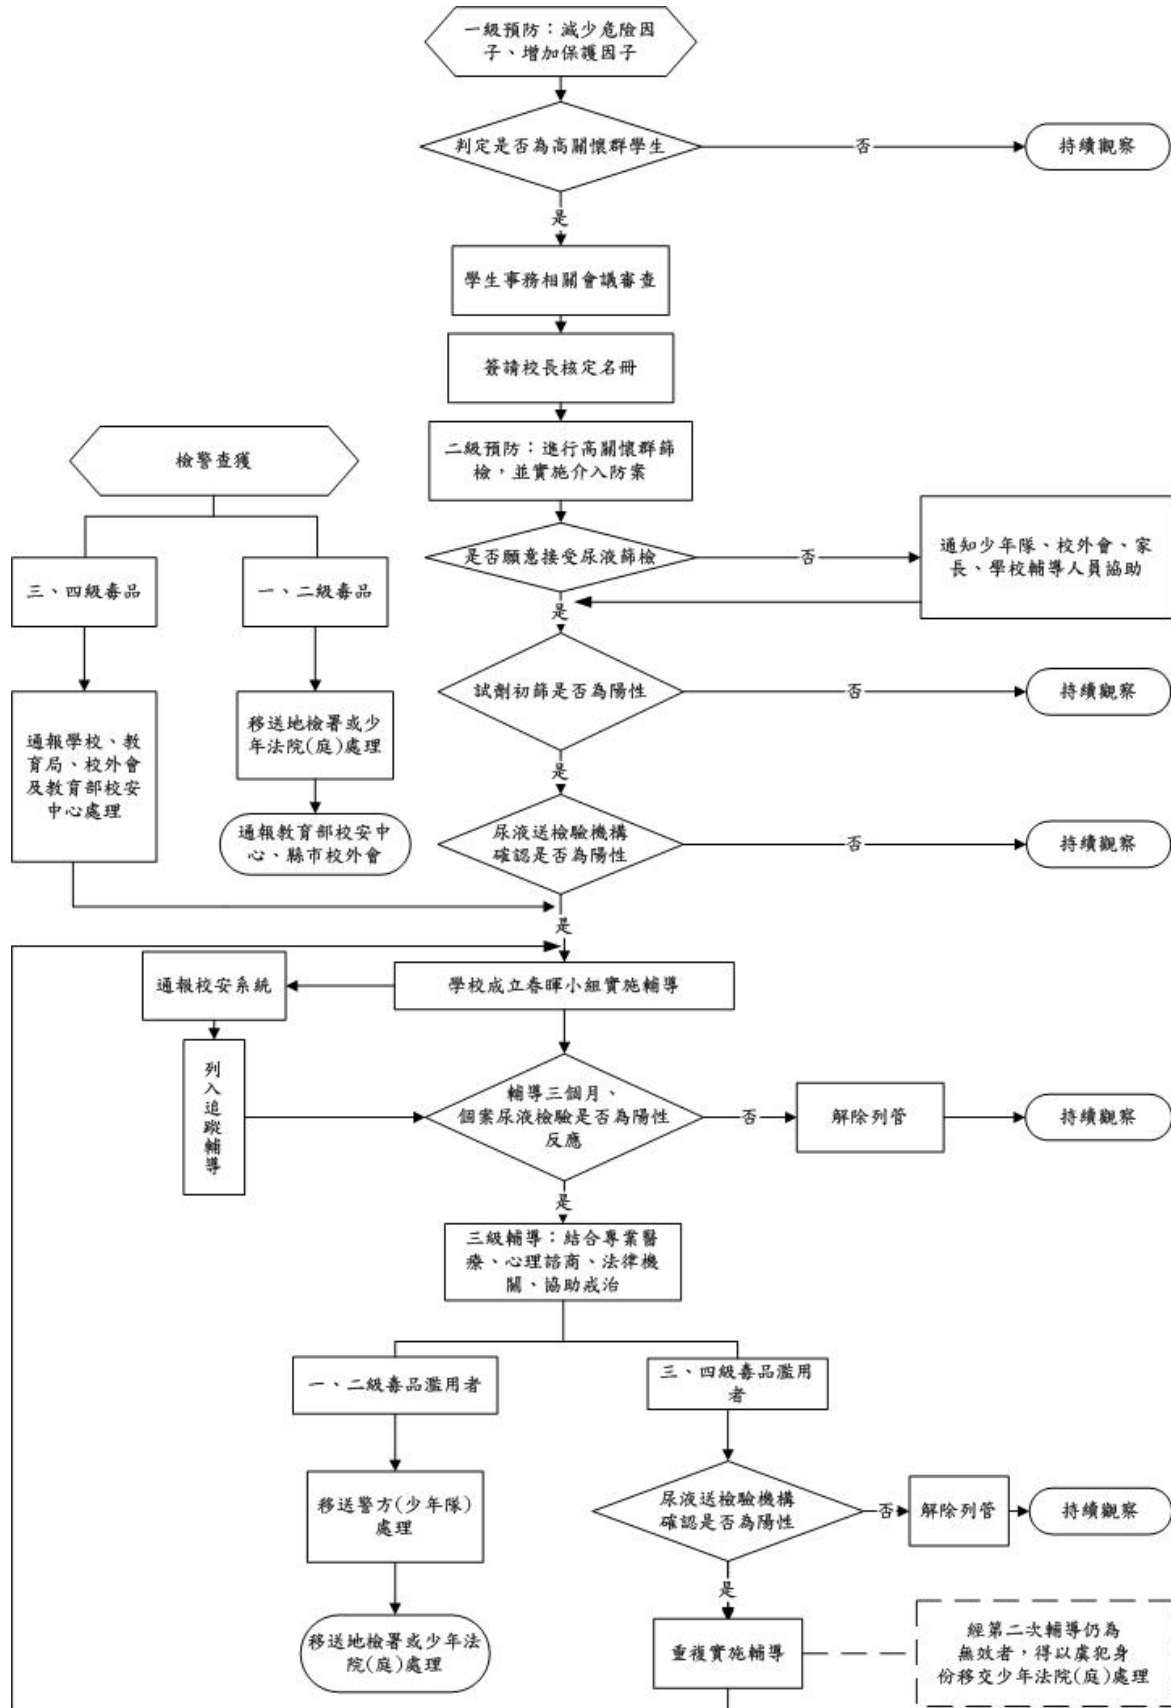 一級預防：減少危險因
子、增加保護因子
判定是否為高關懷群學生
否
持續觀察
是
學生事務相關會議審查
簽請校長核定名冊
二級預防：進行高關懷群篩
檢，並實施介入防案
檢警查獲
是否願意接受尿液篩檢
否
通知少年隊、校外會、家
長、學校輔導人員協助
三、四級毒品
一、二級毒品
是
試劑初篩是否為陽性
否
持續觀察
移送地檢署或少
年法院(庭)處理
通報學校、教
育局、校外會
及教育部校安
中心處理
是
通報教育部校安中
心、縣市校外會
尿液送檢驗機構
確認是否為陽性
否
持續觀察
是
通報校安系統
學校成立春暉小組實施輔導
列入追蹤輔導
輔導三個月、
個案尿液檢驗是否為陽性
反應
否
解除列管
持續觀察
是
三級輔導：結合專業醫
療、心理諮商、法律機
關、協助戒治
一、二級毒品濫用者
三、四級毒品濫用
者
移送警方(少年隊)
處理
尿液送檢驗機構
確認是否為陽性
否
解除列管
持續觀察
是
移送地檢署或少年法
院(庭)處理
重複實施輔導
經第二次輔導仍為
無效者，得以虞犯身
份移交少年法院(庭)處理